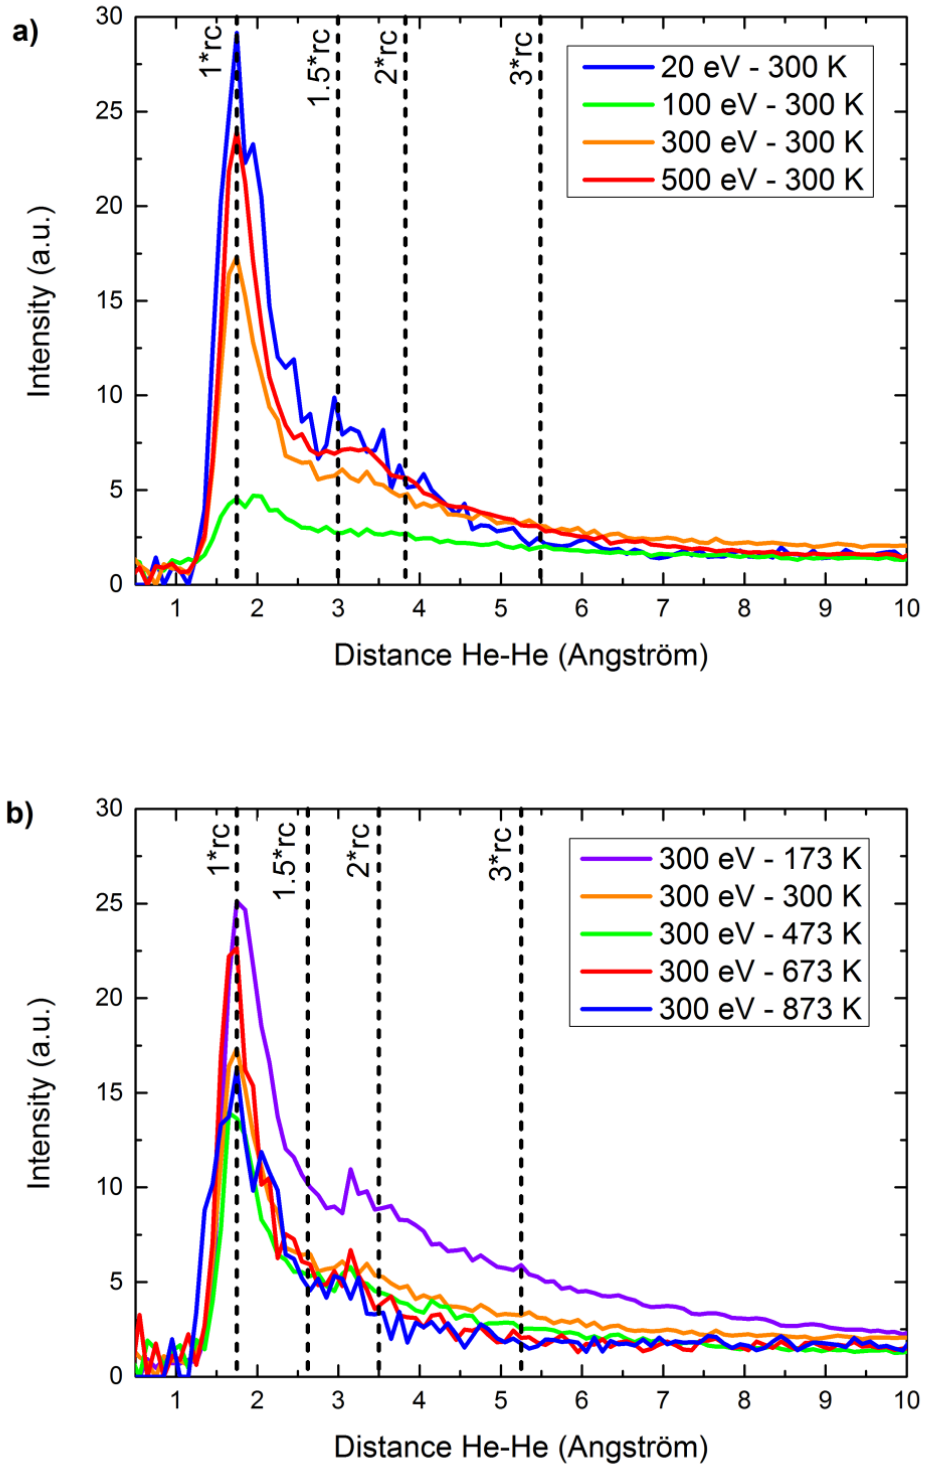 a)
30
25
20
15
10
5
0
Intensity (a.u.)
1*rc
1.5*rc
2*rc
3*rc
20 eV - 300 K
100 eV - 300 K
300 eV - 300 K
500 eV - 300 K
1 2 3 4 5 6 7 8 9 10
Distance He-He (Angström)
b)
30
25
20
15
10
5
0
Intensity (a.u.)
1*rc
1.5*rc
2*rc
3*rc
300 eV - 173 K
300 eV - 300 K
300 eV - 473 K
300 eV - 673 K
300 eV - 873 K
1 2 3 4 5 6 7 8 9 10
Distance He-He (Angström)